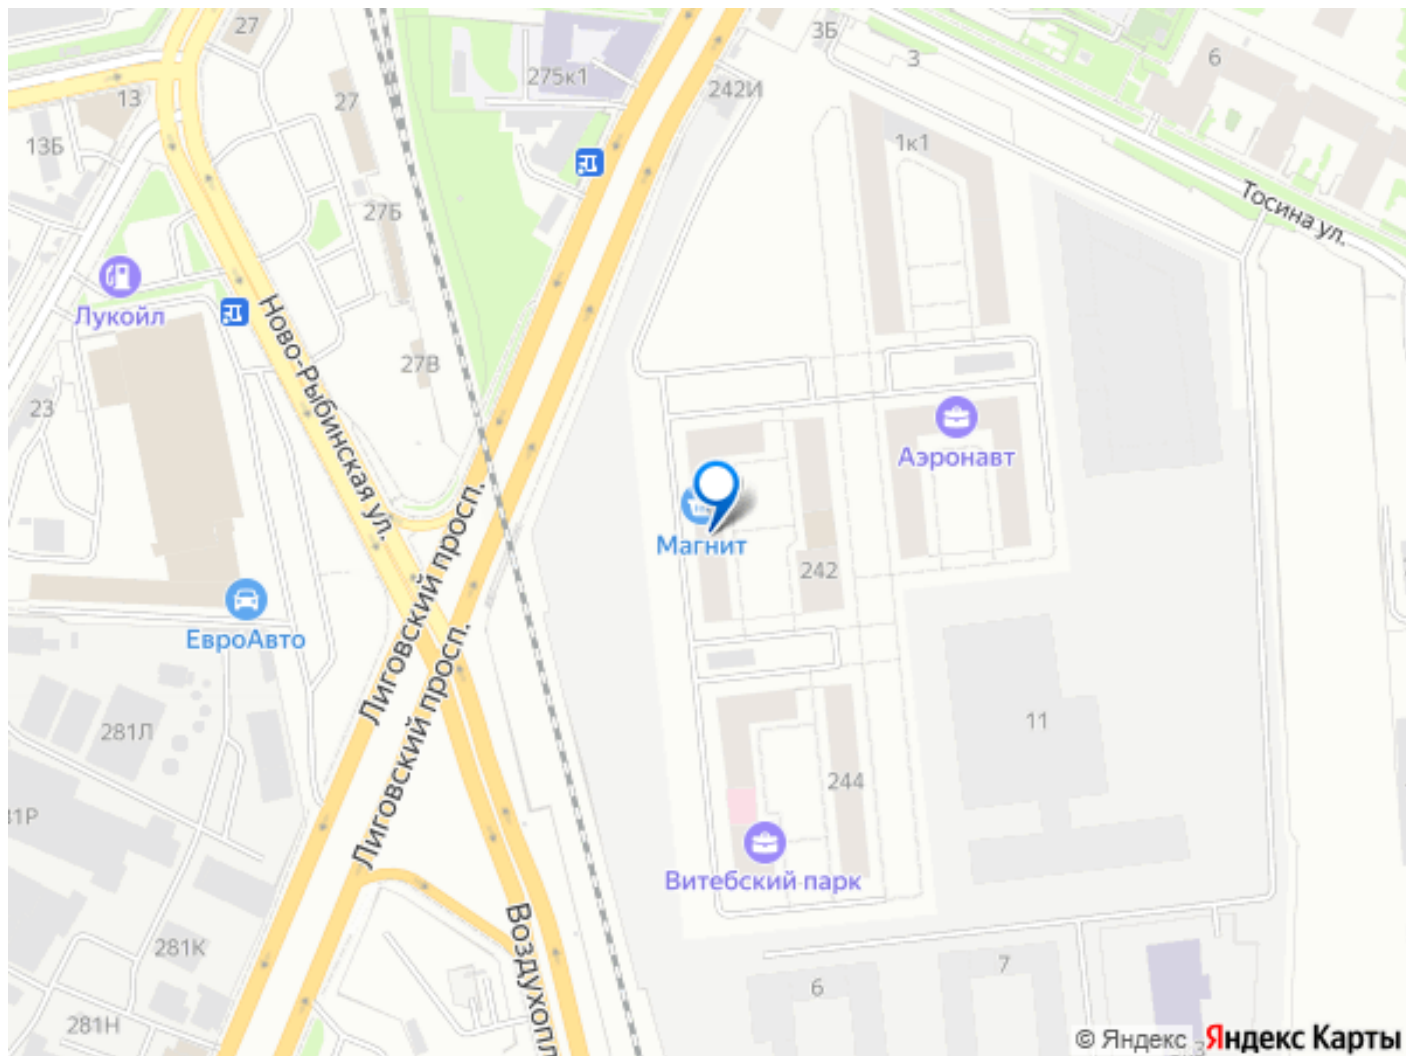 27
3Б
3
6
275к1
242И
13
27
13Б
1к1
27Б
Тосина ул.
Лукойл
Ново-Рыбинская ул.
27В
23
Аэронавт
Магнит
242
Лиговский просп.
Лиговский просп.
ЕвроАвто
281Л
11
244
Витебский парк
281К
Воздухопл
7
6
281Н
© Яндекс
Яндекс Карты